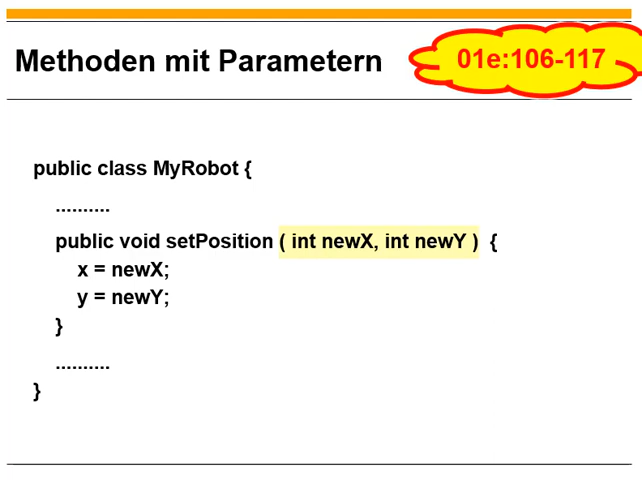 Methoden mit Parametern
01e:106-117
public class MyRobot {
..........
public void setPosition ( int newX, int newY ) {
x = newX;
y = newY;
}
..........
}